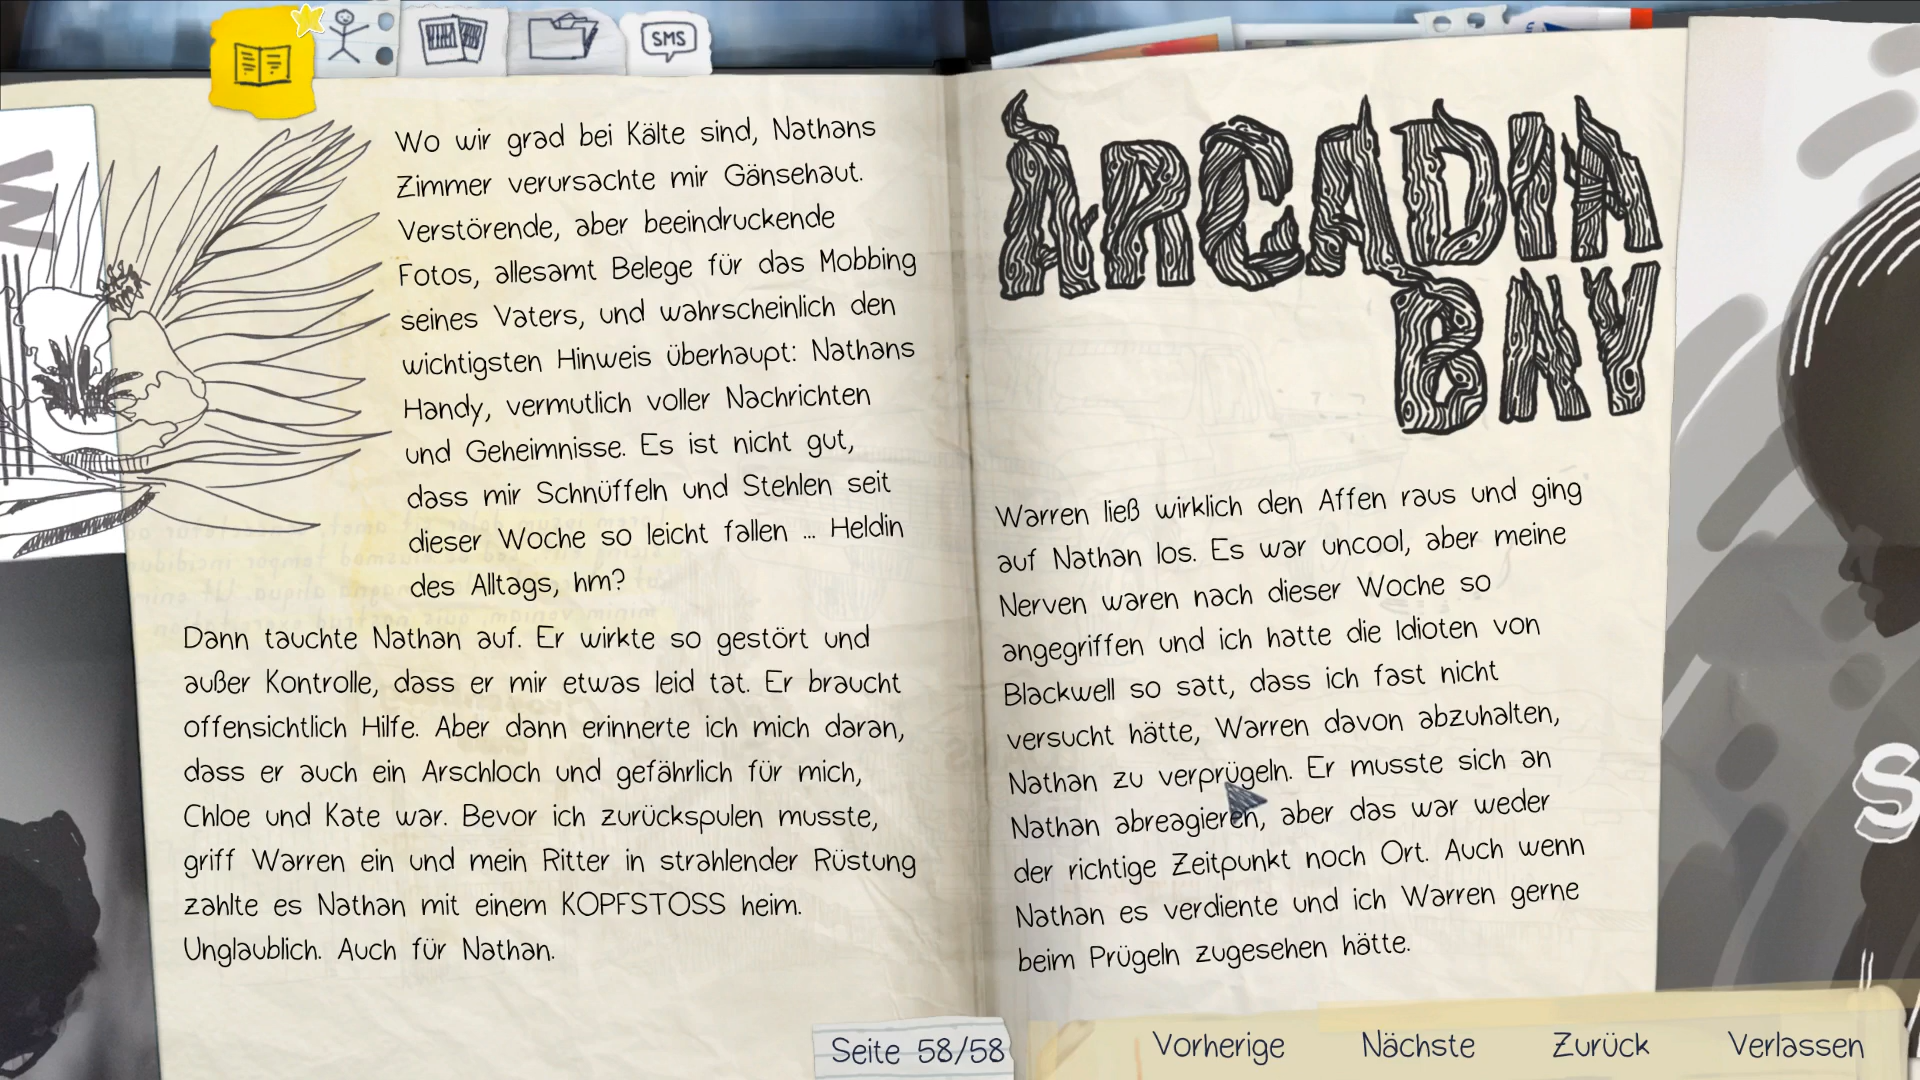 SMS
Wo wir grad bei Kälte sind, Nathans
Zimmer verursachte mir Gänsehaut.
Verstörende, aber beeindruckende
Fotos, allesamt Belege für das Mobbing
seines Vaters, und wahrscheinlich den
wichtigsten Hinweis überhaupt: Nathans
Handy, vermutlich voller Nachrichten
und Geheimnisse. Es ist nicht gut,
dass mir Schnüffeln und Stehlen seit
dieser Woche so leicht fallen ... Heldin
des Alltags, hm?
Dann tauchte Nathan auf. Er wirkte so gestört und
außer Kontrolle, dass er mir etwas leid tat. Er braucht
offensichtlich Hilfe. Aber dann erinnerte ich mich daran,
dass er auch ein Arschloch und gefährlich für mich,
Chloe und Kate war. Bevor ich zurückspulen musste,
griff Warren ein und mein Ritter in strahlender Rüstung
zahlte es Nathan mit einem KOPFSTOSS heim.
Unglaublich. Auch für Nathan.
ARCADIA
BAY
Warren ließ wirklich den Affen raus und ging
auf Nathan los. Es war uncool, aber meine
Nerven waren nach dieser Woche so
angegriffen und ich hatte die Idioten von
Blackwell so satt, dass ich fast nicht
versucht hätte, Warren davon abzuhalten,
Nathan zu verprügeln. Er musste sich an
Nathan abreagieren, aber das war weder
der richtige Zeitpunkt noch Ort. Auch wenn
Nathan es verdiente und ich Warren gerne
beim Prügeln zugesehen hätte.
Seite 58/58
Vorherige
Nächste
Zurück
Verlassen